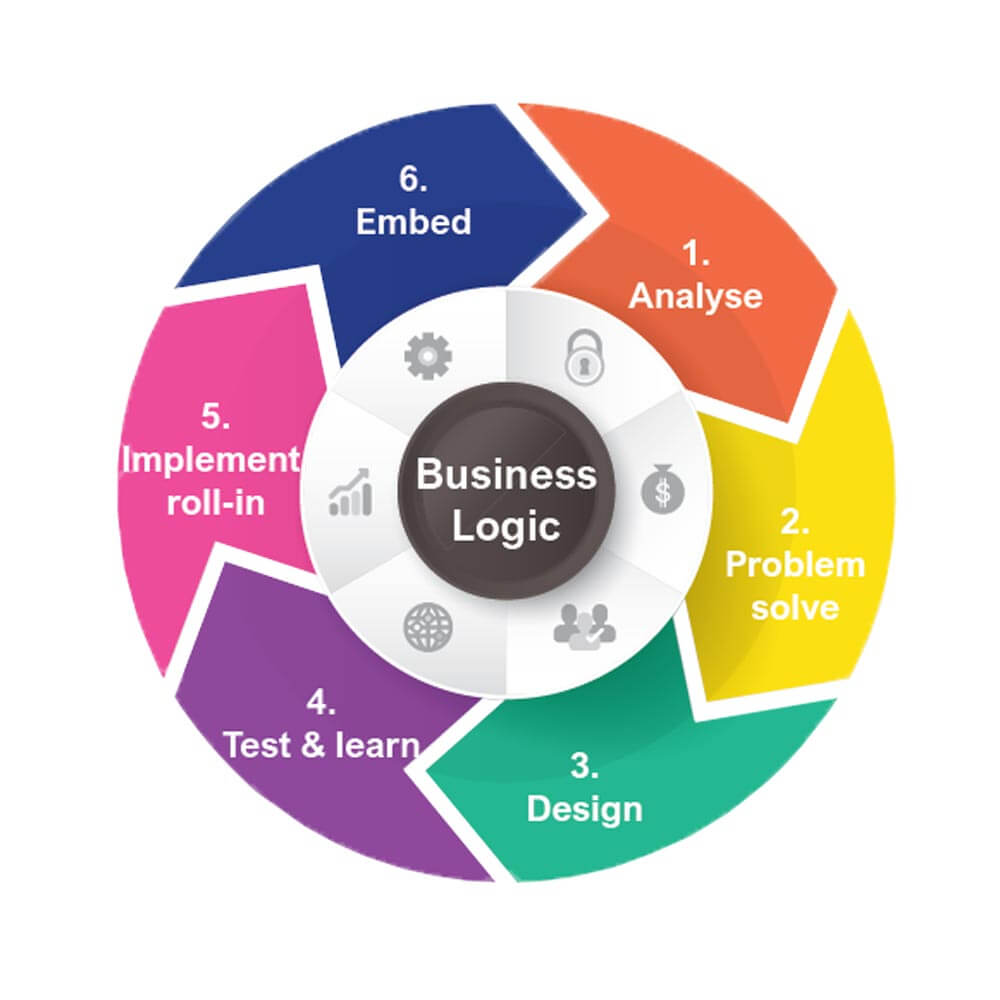 1.
Analyse
2.
Problem
solve
3.
Design
4.
Test & learn
5.
Implement
roll-in
6.
Embed
Business
Logic
$